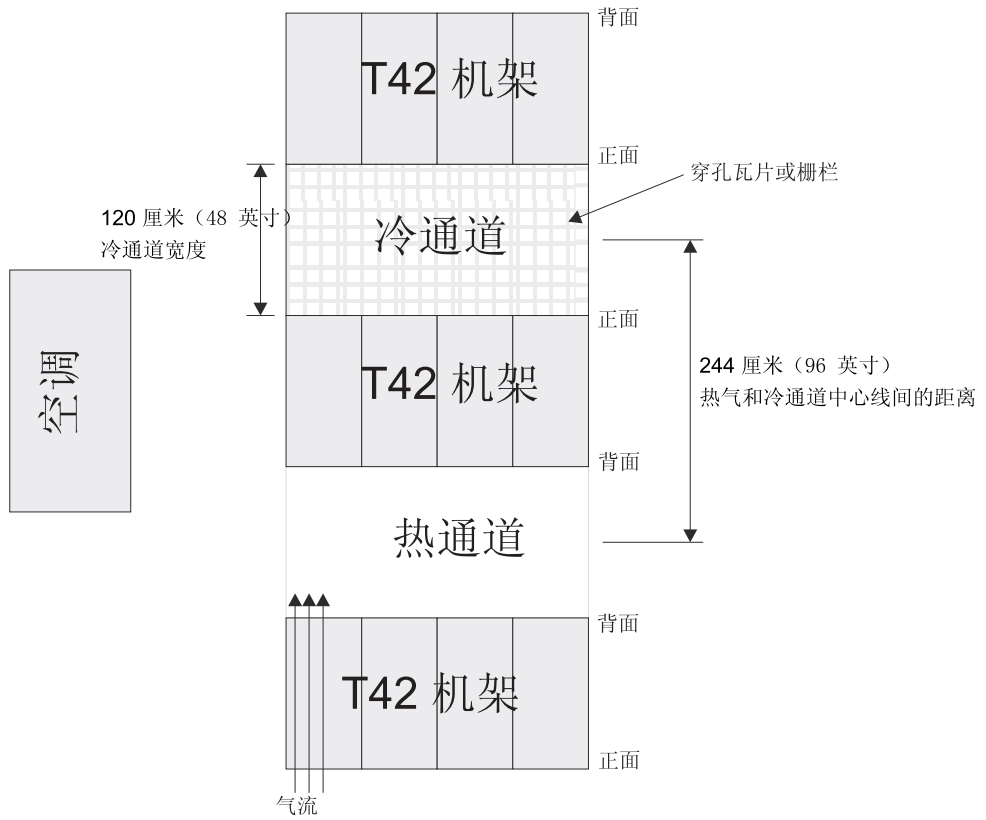 背面
T42 机架
正面
穿孔瓦片或栅栏
120 厘米（48 英寸）
冷通道宽度
冷通道
正面
空调
T42 机架
244 厘米（96 英寸）
热气和冷通道中心线间的距离
背面
热通道
背面
T42 机架
正面
气流